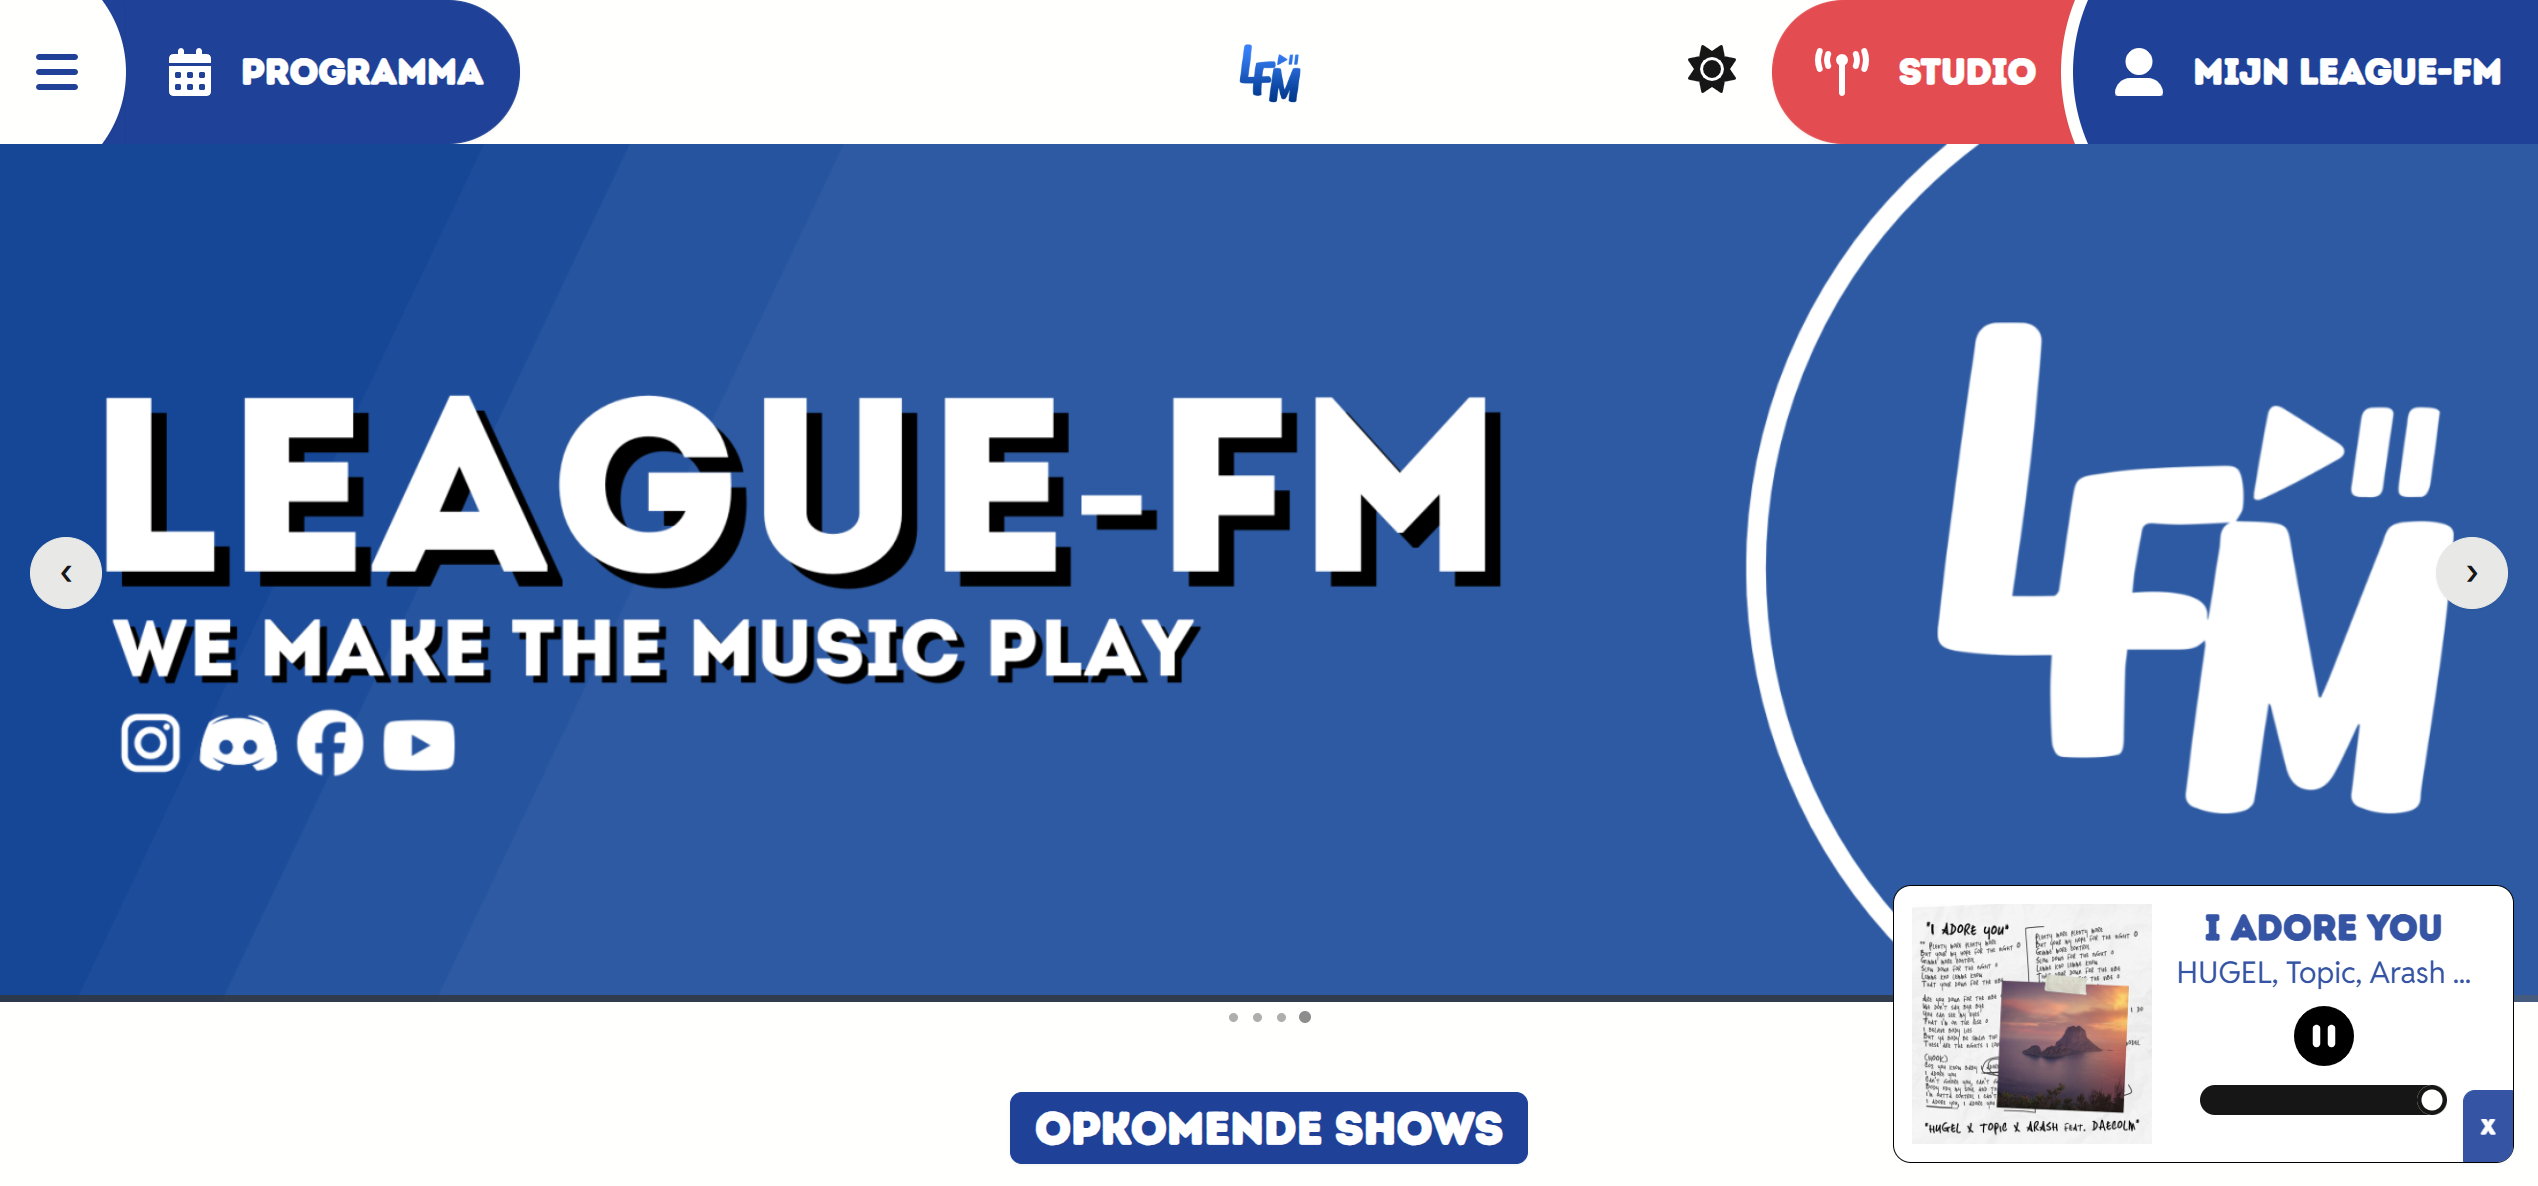 PROGRAMMA
LFM
STUDIO
MIJN LEAGUE-FM
LEAGUE-FM
WE MAKE THE MUSIC PLAY
LFM
"I ADORE you"
"HUGEL X TOPIC X ARASH FEAT. DAECOLM"
I ADORE YOU
HUGEL, Topic, Arash ...
X
OPKOMENDE SHOWS